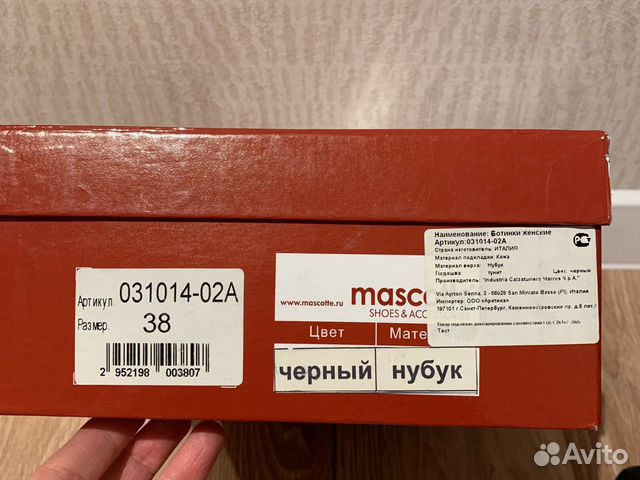 Артикул. 031014-02A
Размер. 38
2 952198 003807
www.mascotte.ru
SHOES & ACC
Цвет Мате
черный нубук
Наименование: Ботинки женские
Артикул:031014-02A
Страна изготовитель: ИТАЛИЯ
Материал подкладки: Кожа
Материал верха: Нубук
Подошва: тунит Цвет: черный
Производитель: "Industria Calzaturiera Marros S.p.A."
Via Ayrton Senna, 3 - 56028 San Miniato Basso (PI), Италия
Импортер: ООО «Арктика»
197101 г.Санкт-Петербург, Каменноостровский пр. д.8 лит.
Тест
Avito